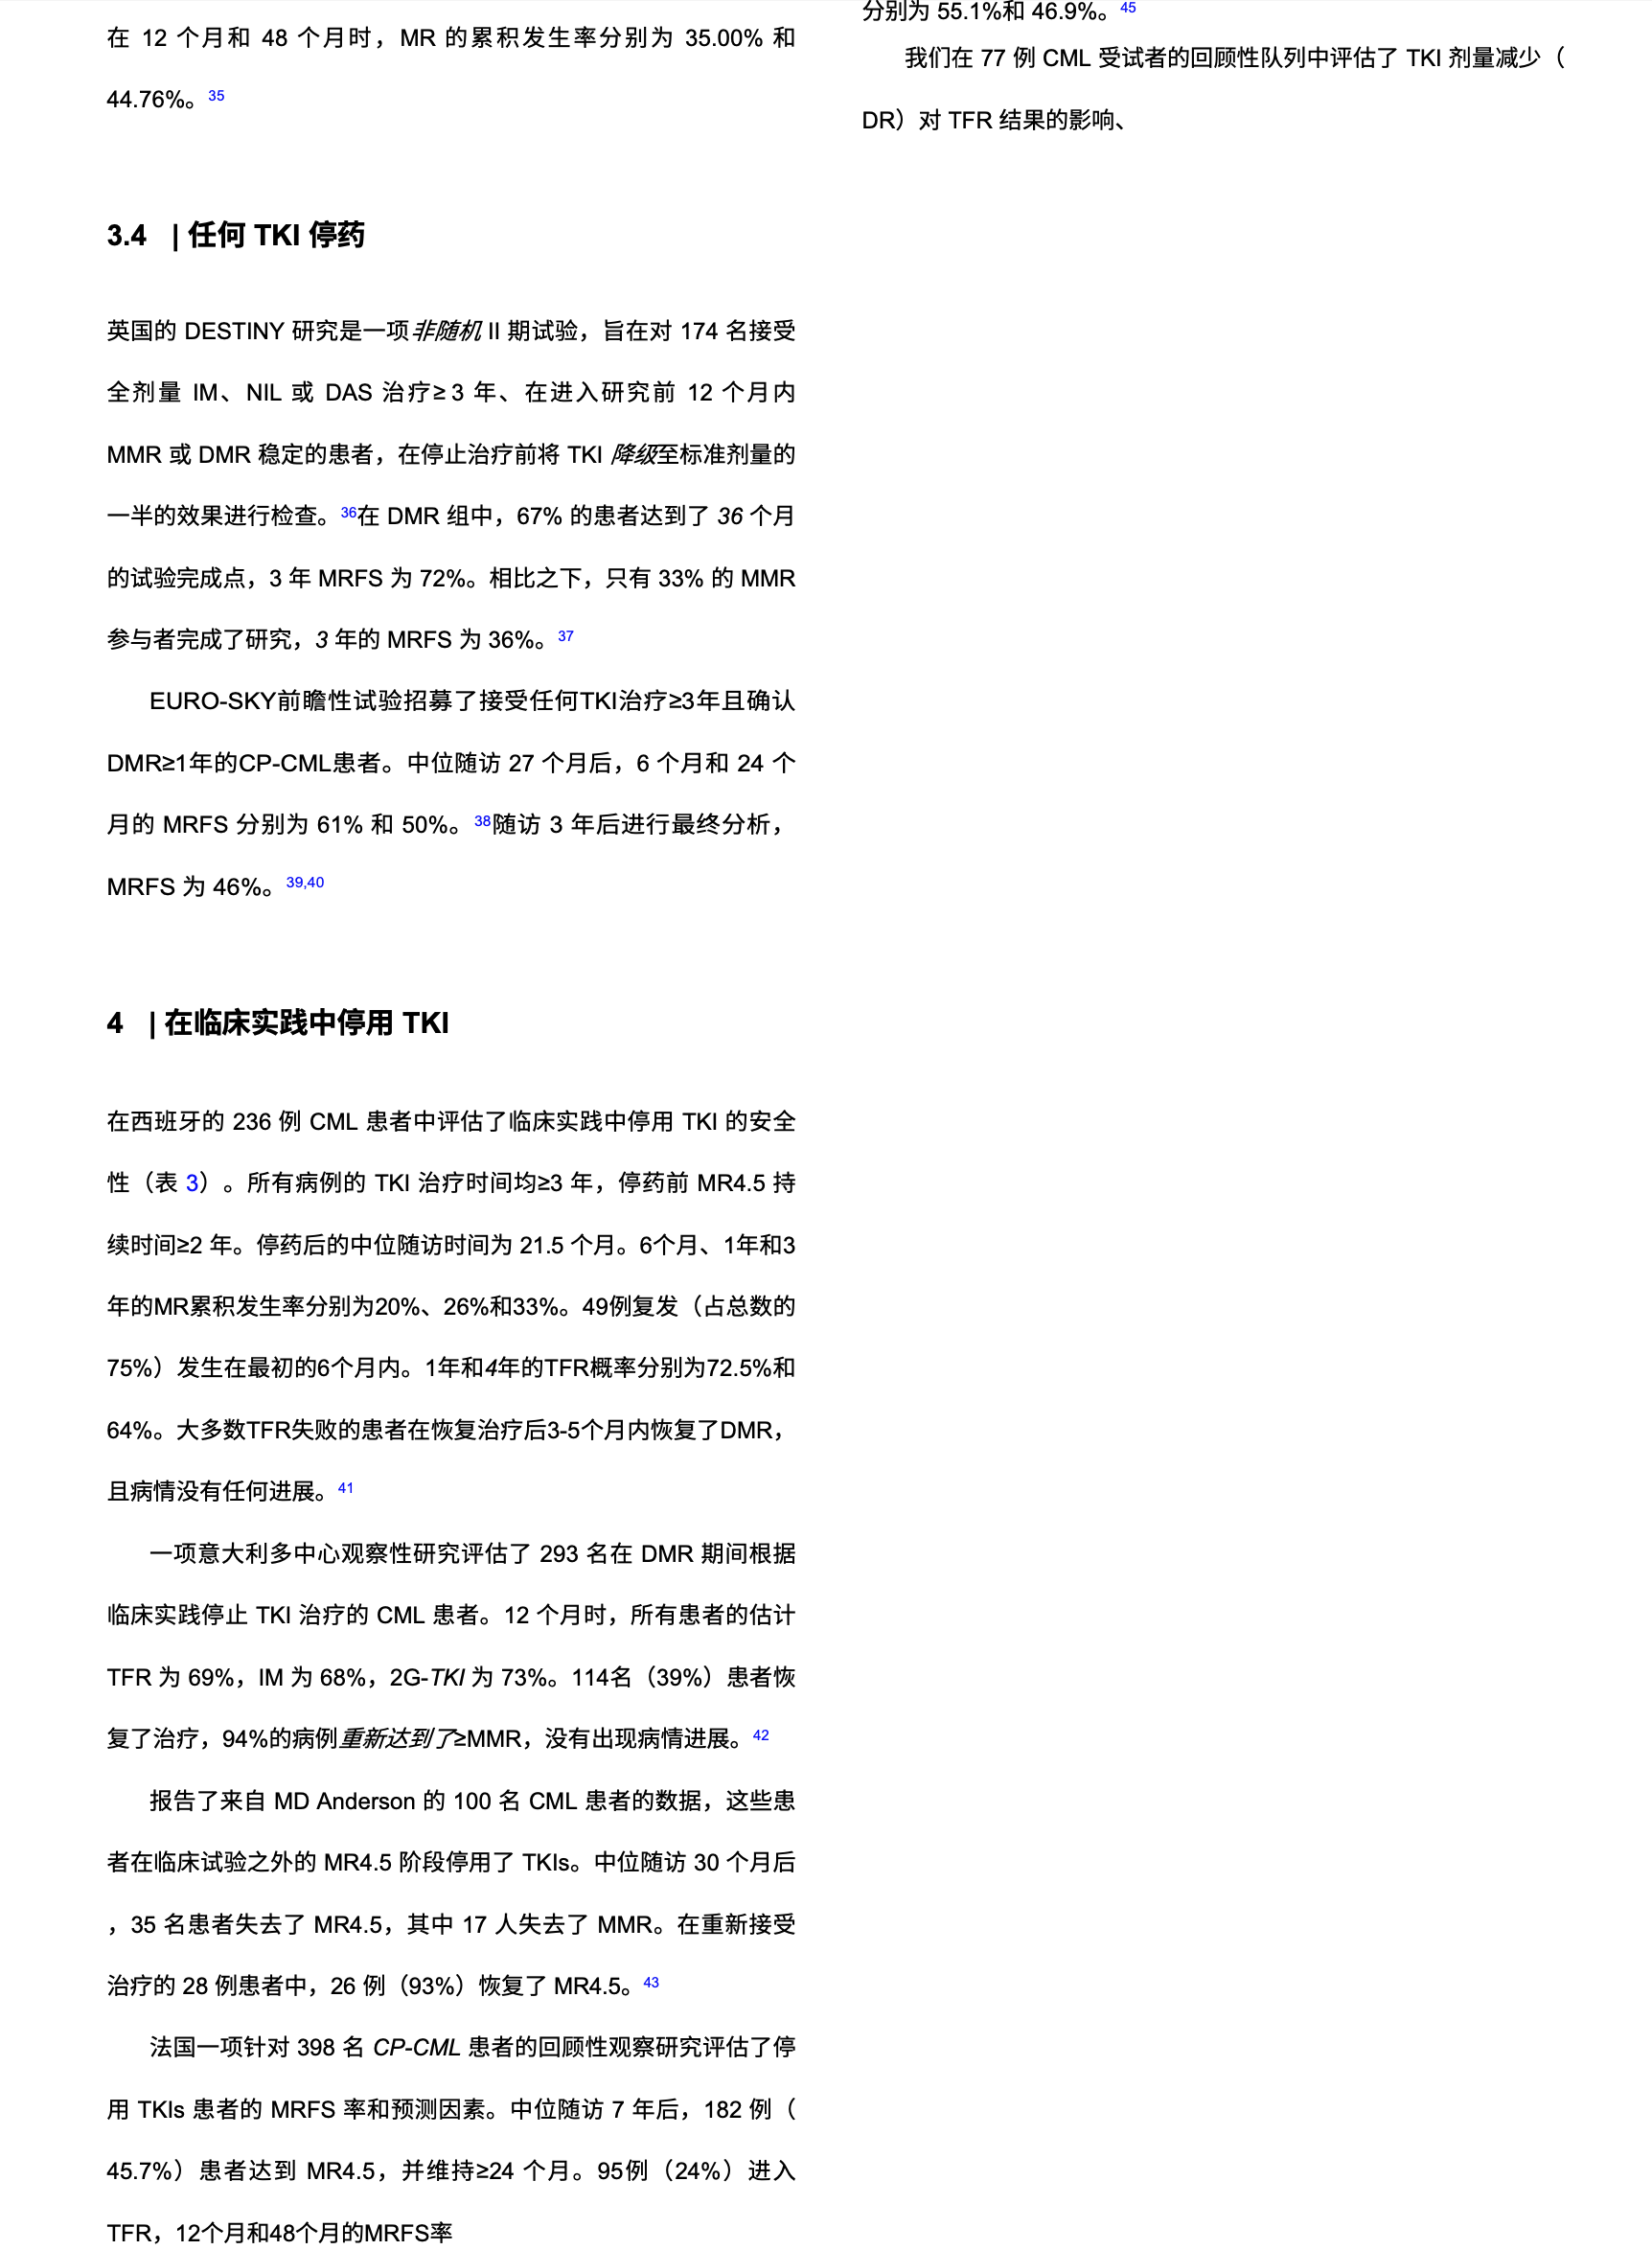 在 12 个月和 48 个月时，MR 的累积发生率分别为 35.00% 和
44.76%。35
3.4 | 任何 TKI 停药
英国的 DESTINY 研究是一项非随机 II 期试验，旨在对 174 名接受
全剂量 IM、NIL 或 DAS 治疗≥ 3 年、在进入研究前 12 个月内
MMR 或 DMR 稳定的患者，在停止治疗前将 TKI 降级至标准剂量的
一半的效果进行检查。36在 DMR 组中，67% 的患者达到了 36 个月
的试验完成点，3 年 MRFS 为 72%。相比之下，只有 33% 的 MMR
参与者完成了研究，3 年的 MRFS 为 36%。37
EURO-SKY前瞻性试验招募了接受任何TKI治疗≥3年且确认
DMR≥1年的CP-CML患者。中位随访 27 个月后，6 个月和 24 个
月的 MRFS 分别为 61% 和 50%。38随访 3 年后进行最终分析，
MRFS 为 46%。39,40
4 | 在临床实践中停用 TKI
在西班牙的 236 例 CML 患者中评估了临床实践中停用 TKI 的安全
性（表 3）。所有病例的 TKI 治疗时间均≥3 年，停药前 MR4.5 持
续时间≥2 年。停药后的中位随访时间为 21.5 个月。6个月、1年和3
年的MR累积发生率分别为20%、26%和33%。49例复发（占总数的
75%）发生在最初的6个月内。1年和4年的TFR概率分别为72.5%和
64%。大多数TFR失败的患者在恢复治疗后3-5个月内恢复了DMR，
且病情没有任何进展。41
一项意大利多中心观察性研究评估了 293 名在 DMR 期间根据
临床实践停止 TKI 治疗的 CML 患者。12 个月时，所有患者的估计
TFR 为 69%，IM 为 68%，2G-TKI 为 73%。114名（39%）患者恢
复了治疗，94%的病例重新达到了≥MMR，没有出现病情进展。42
报告了来自 MD Anderson 的 100 名 CML 患者的数据，这些患
者在临床试验之外的 MR4.5 阶段停用了 TKIs。中位随访 30 个月后
，35 名患者失去了 MR4.5，其中 17 人失去了 MMR。在重新接受
治疗的 28 例患者中，26 例（93%）恢复了 MR4.5。43
法国一项针对 398 名 CP-CML 患者的回顾性观察研究评估了停
用 TKIs 患者的 MRFS 率和预测因素。中位随访 7 年后，182 例（
45.7%）患者达到 MR4.5，并维持≥24 个月。95例（24%）进入
TFR，12个月和48个月的MRFS率
分别为 55.1%和 46.9%。45
我们在 77 例 CML 受试者的回顾性队列中评估了 TKI 剂量减少（
DR）对 TFR 结果的影响、